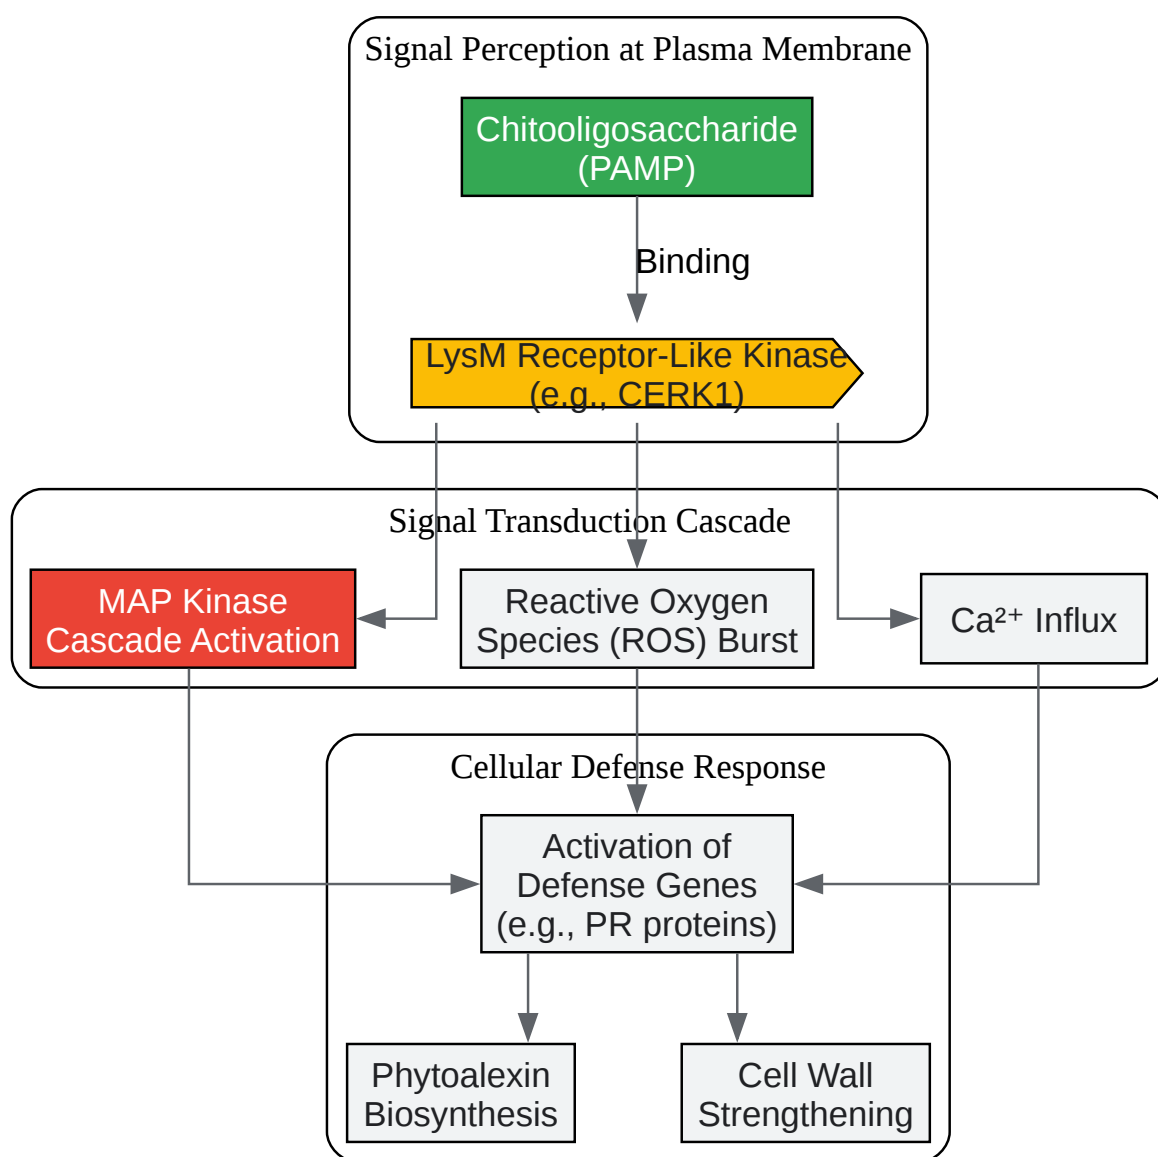 Signal Perception at Plasma Membrane
Chitooligosaccharide
(PAMP)
Binding
LysM Receptor-Like Kinase
(e.g., CERK1)
Signal Transduction Cascade
MAP Kinase
Cascade Activation
Reactive Oxygen
Species (ROS) Burst
Ca²⁺ Influx
Cellular Defense Response
Activation of
Defense Genes
(e.g., PR proteins)
Phytoalexin
Biosynthesis
Cell Wall
Strengthening